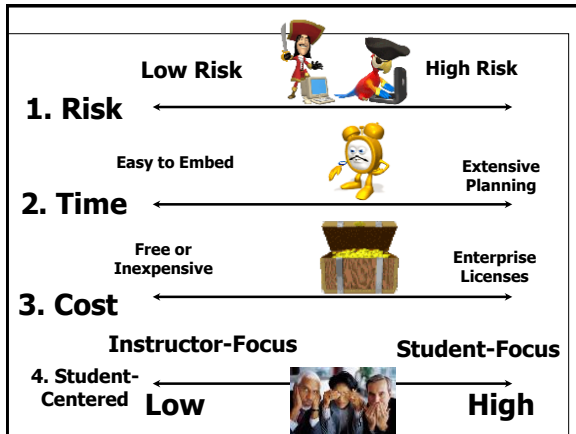 Low Risk
High Risk
1. Risk
Easy to Embed
Extensive
Planning
2. Time
Free or
Inexpensive
Enterprise
Licenses
3. Cost
Instructor-Focus
Student-Focus
4. Student-
Centered
Low
High